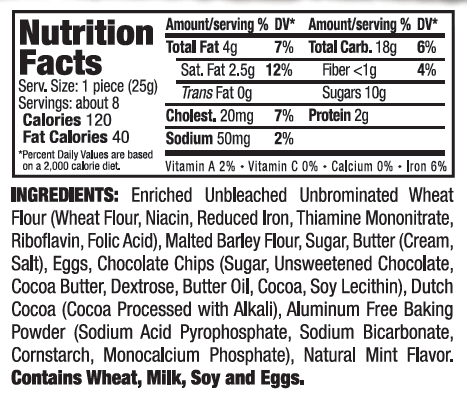 Nutrition
Facts
Serv. Size: 1 piece (25g)
Servings: about 8
Calories 120
Fat Calories 40
*Percent Daily Values are based
on a 2,000 calorie diet.
Amount/serving % DV*
Total Fat 4g 7%
Sat. Fat 2.5g 12%
Trans Fat 0g
Cholest. 20mg 7%
Sodium 50mg 2%
Amount/serving % DV*
Total Carb. 18g 6%
Fiber <1g 4%
Sugars 10g
Protein 2g
Vitamin A 2% • Vitamin C 0% • Calcium 0% • Iron 6%
INGREDIENTS: Enriched Unbleached Unbrominated Wheat
Flour (Wheat Flour, Niacin, Reduced Iron, Thiamine Mononitrate,
Riboflavin, Folic Acid), Malted Barley Flour, Sugar, Butter (Cream,
Salt), Eggs, Chocolate Chips (Sugar, Unsweetened Chocolate,
Cocoa Butter, Dextrose, Butter Oil, Cocoa, Soy Lecithin), Dutch
Cocoa (Cocoa Processed with Alkali), Aluminum Free Baking
Powder (Sodium Acid Pyrophosphate, Sodium Bicarbonate,
Cornstarch, Monocalcium Phosphate), Natural Mint Flavor.
Contains Wheat, Milk, Soy and Eggs.